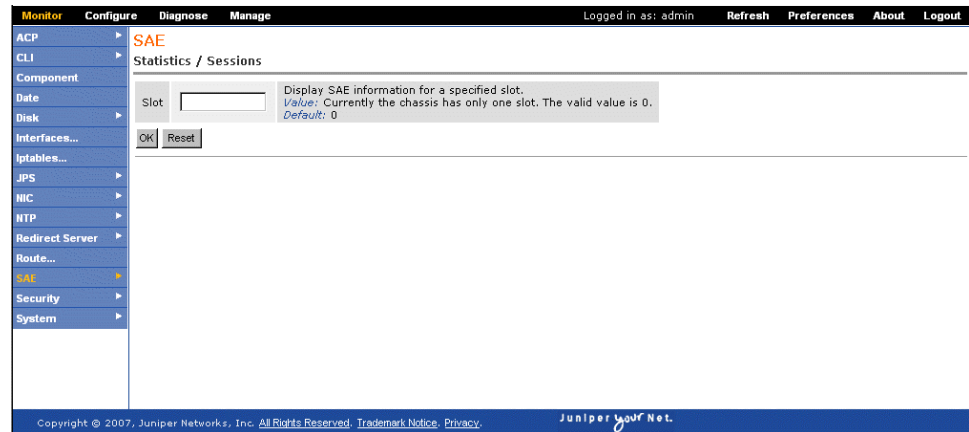 Monitor Configure Diagnose Manage Logged in as: admin Refresh Preferences About Logout
ACP
CLI
Component
Date
Disk
Interfaces...
Iptables...
JPS
NIC
NTP
Redirect Server
Route...
SAE
Security
System
SAE
Statistics / Sessions
Slot
Display SAE information for a specified slot.
Value: Currently the chassis has only one slot. The valid value is 0.
Default: 0
OK Reset
Copyright © 2007, Juniper Networks, Inc. All Rights Reserved. Trademark Notice. Privacy.
Juniper your Net.